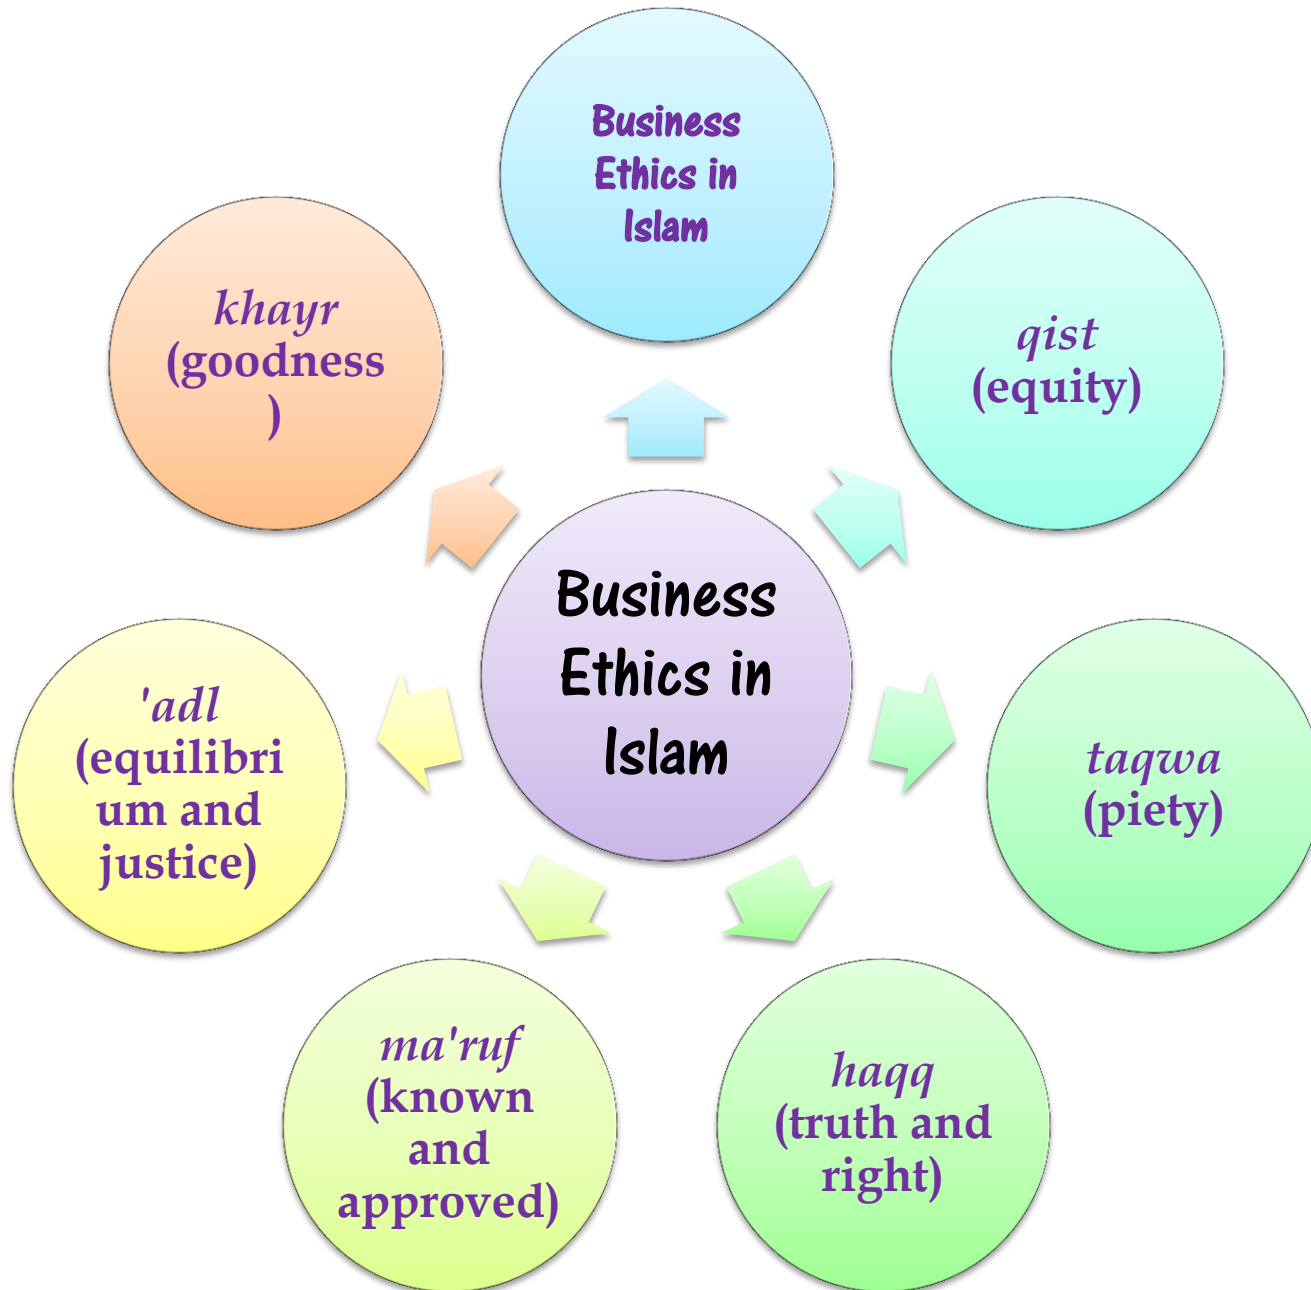 Business
Ethics in
Islam
qist
(equity)
taqwa
(piety)
haqq
(truth and
right)
ma'ruf
(known
and
approved)
'adl
(equilibri
um and
justice)
khayr
(goodness
)
Business
Ethics in
Islam